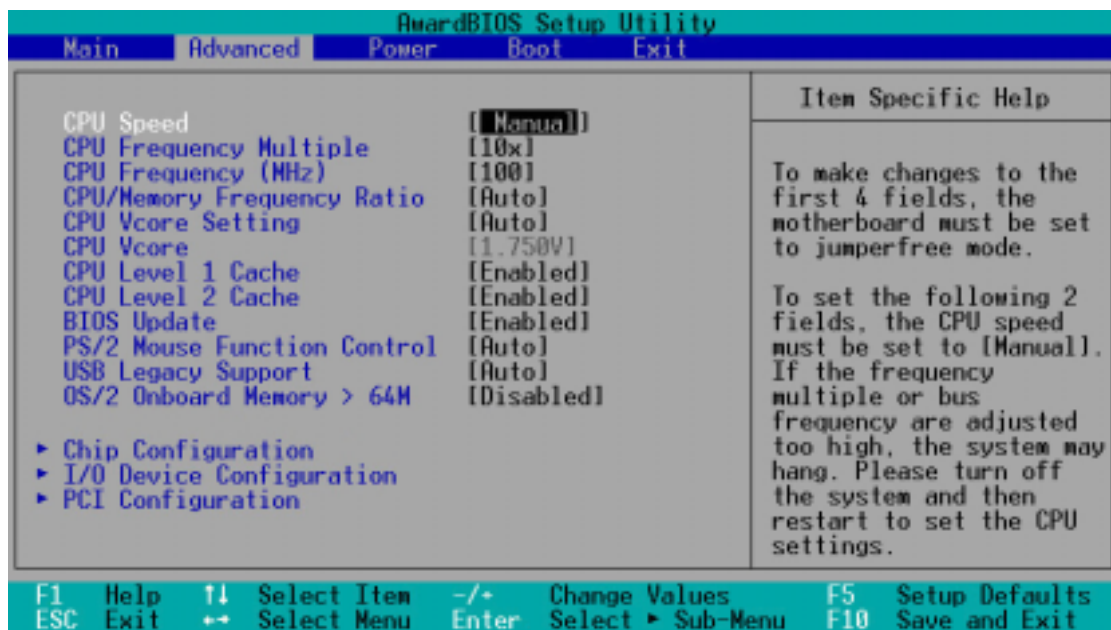 AwardBIOS Setup Utility
Main Advanced Power Boot Exit
CPU Speed [ Manual]
CPU Frequency Multiple [10x]
CPU Frequency (MHz) [100]
CPU/Memory Frequency Ratio [Auto]
CPU Vcore Setting [Auto]
CPU Vcore [1.750V]
CPU Level 1 Cache [Enabled]
CPU Level 2 Cache [Enabled]
BIOS Update [Enabled]
PS/2 Mouse Function Control [Auto]
USB Legacy Support [Auto]
OS/2 Onboard Memory > 64M [Disabled]
► Chip Configuration
► I/O Device Configuration
► PCI Configuration
Item Specific Help
To make changes to the
first 4 fields, the
motherboard must be set
to jumperfree mode.
To set the following 2
fields, the CPU speed
must be set to [Manual].
If the frequency
multiple or bus
frequency are adjusted
too high, the system may
hang. Please turn off
the system and then
restart to set the CPU
settings.
F1 Help ↑↓ Select Item -/+ Change Values F5 Setup Defaults
ESC Exit ←→ Select Menu Enter Select ► Sub-Menu F10 Save and Exit